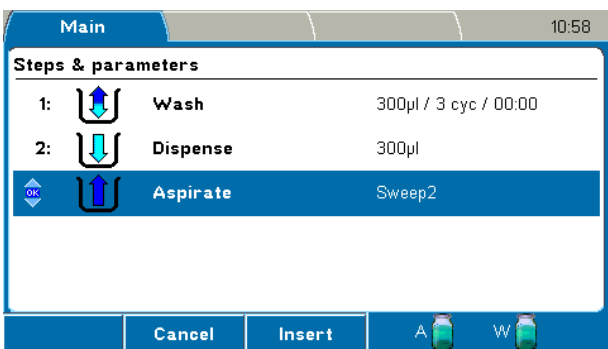 Main 10:58
Steps & parameters
1: Wash 300µl / 3 cyc / 00:00
2: Dispense 300µl
OK Aspirate Sweep2
Cancel Insert A W